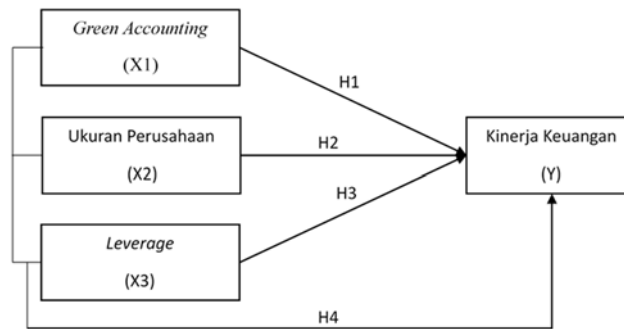 Green Accounting
(X1)
H1
Ukuran Perusahaan
(X2)
H2
Kinerja Keuangan
(Y)
H3
Leverage
(X3)
H4